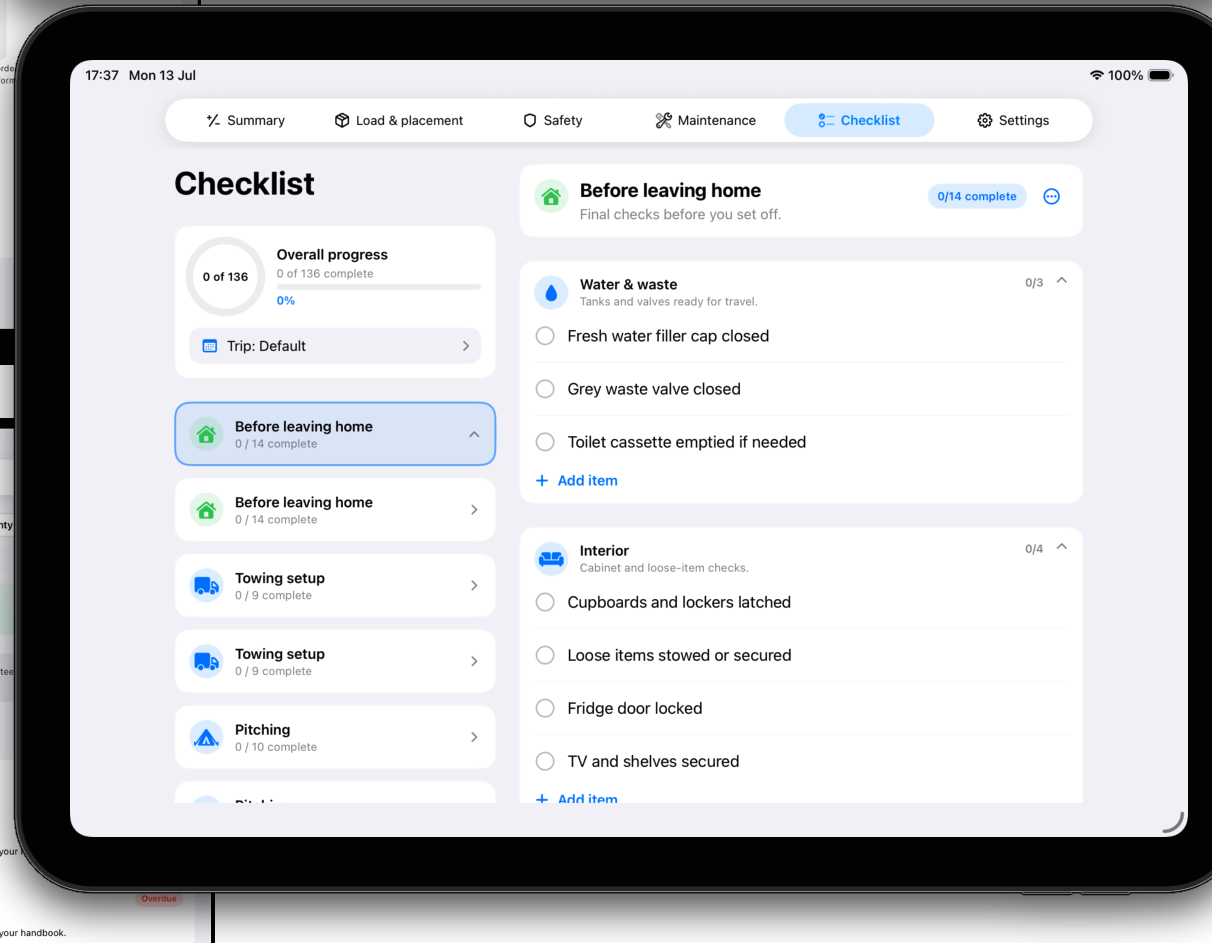 17:37 Mon 13 Jul
100%
Summary
Load & placement
Safety
Maintenance
Checklist
Settings
Checklist
0 of 136
Overall progress
0 of 136 complete
0%
Trip: Default
Before leaving home
0 / 14 complete
Before leaving home
0 / 14 complete
Towing setup
0 / 9 complete
Towing setup
0 / 9 complete
Pitching
0 / 10 complete
Before leaving home
Final checks before you set off.
0/14 complete
Water & waste
Tanks and valves ready for travel.
0/3
Fresh water filler cap closed
Grey waste valve closed
Toilet cassette emptied if needed
+ Add item
Interior
Cabinet and loose-item checks.
0/4
Cupboards and lockers latched
Loose items stowed or secured
Fridge door locked
TV and shelves secured
+ Add item
your
Overdue
your handbook.